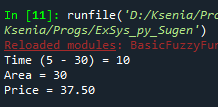 In [11]: runfile('D:/Ksenia/Pro
Ksenia/Progs/ExSys_py_Sugen')
Reloaded modules: BasicFuzzyFun
Time (5 - 30) = 10
Area = 30
Price = 37.50